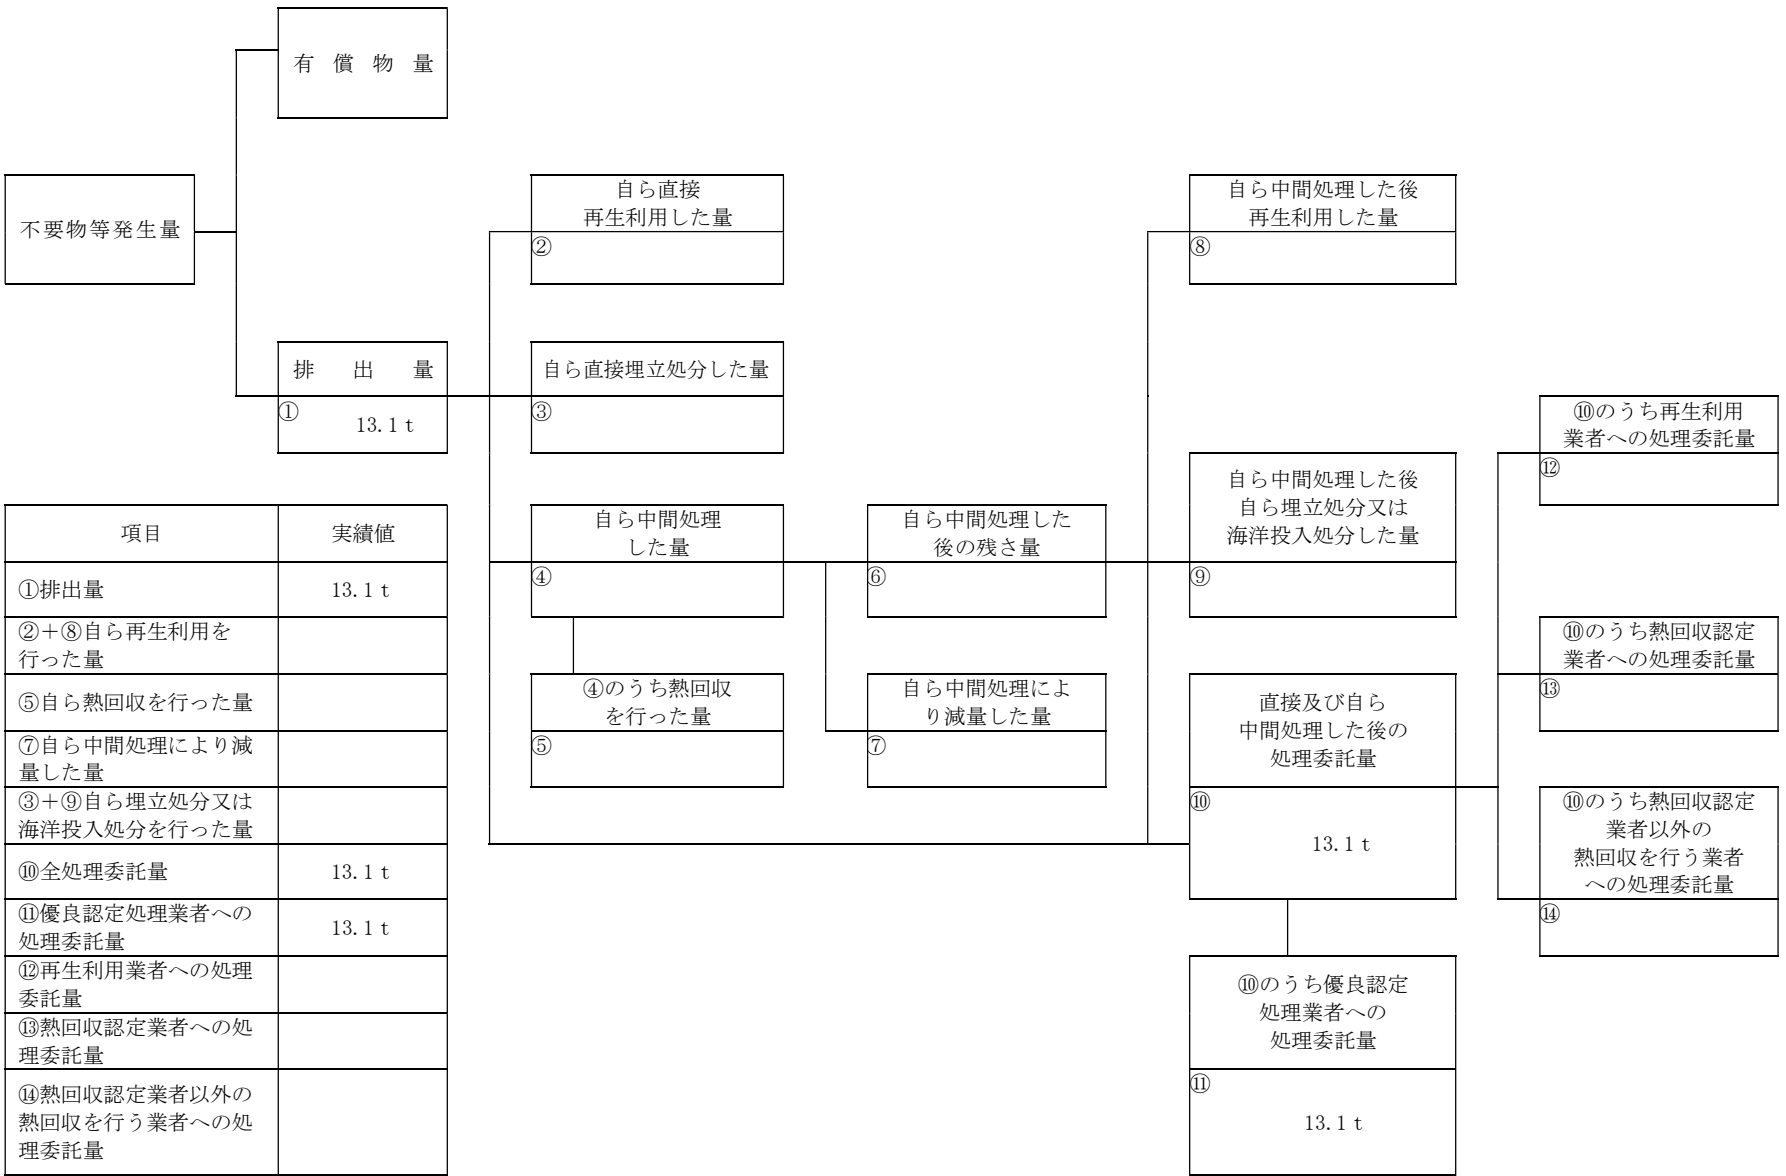 有償物量
不要物等発生量
自ら直接
再生利用した量
②
自ら中間処理した後
再生利用した量
⑧
排出量
①
13.1 t
自ら直接埋立処分した量
③
⑩のうち再生利用
業者への処理委託量
⑫
自ら中間処理
した量
④
自ら中間処理した
後の残さ量
⑥
自ら中間処理した後
自ら埋立処分又は
海洋投入処分した量
⑨
⑩のうち熱回収認定
業者への処理委託量
⑬
④のうち熱回収
を行った量
⑤
自ら中間処理によ
り減量した量
⑦
直接及び自ら
中間処理した後の
処理委託量
⑩
13.1 t
⑩のうち熱回収認定
業者以外の
熱回収を行う業者
への処理委託量
⑭
⑩のうち優良認定
処理業者への
処理委託量
⑪
13.1 t
項目 実績値
①排出量 13.1 t
②＋⑧自ら再生利用を
行った量
⑤自ら熱回収を行った量
⑦自ら中間処理により減
量した量
③＋⑨自ら埋立処分又は
海洋投入処分を行った量
⑩全処理委託量 13.1 t
⑪優良認定処理業者への
処理委託量 13.1 t
⑫再生利用業者への処理
委託量
⑬熱回収認定業者への処
理委託量
⑭熱回収認定業者以外の
熱回収を行う業者への処
理委託量